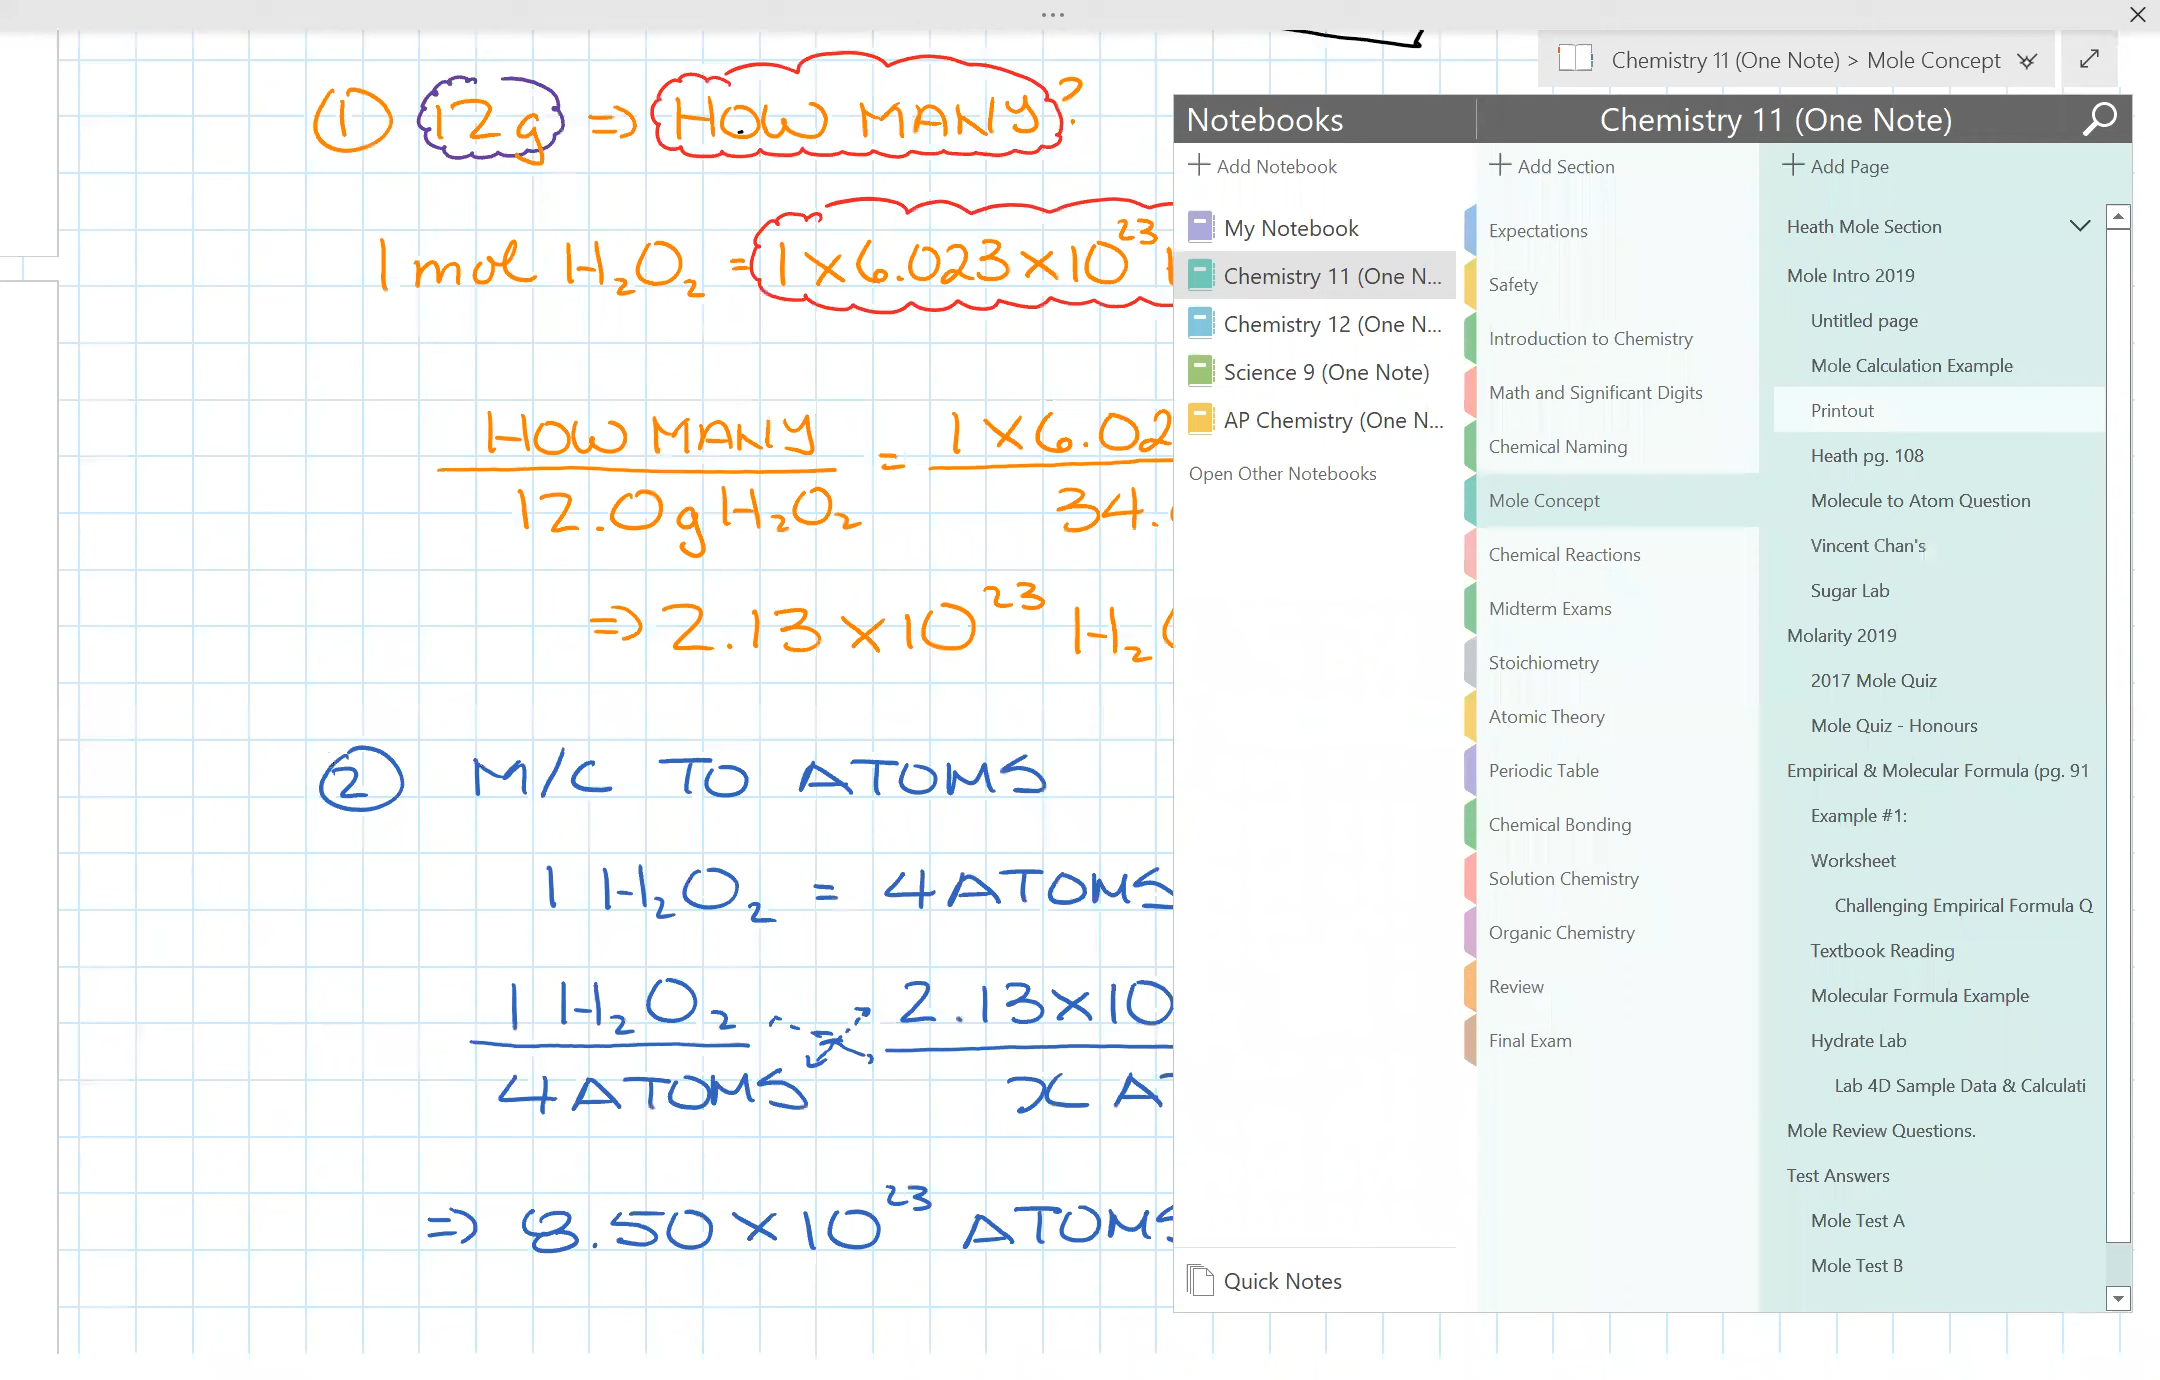 Chemistry 11 (One Note) > Mole Concept
① 12g ⇒ HOW MANY?
1 mol H₂O₂ = 1 × 6.023 × 10²³
HOW MANY = 1 × 6.02
12.0g H₂O₂ 34.
⇒ 2.13 × 10²³ H₂
② M/C TO ATOMS
1 H₂O₂ = 4 ATOMS
1 H₂O₂ 2.13 × 10
4 ATOMS x A
⇒ 8.50 × 10²³ ATOMS
Notebooks
Chemistry 11 (One Note)
Add Notebook
My Notebook
Chemistry 11 (One N...
Chemistry 12 (One N...
Science 9 (One Note)
AP Chemistry (One N...
Open Other Notebooks
Quick Notes
Add Section
Expectations
Safety
Introduction to Chemistry
Math and Significant Digits
Chemical Naming
Mole Concept
Chemical Reactions
Midterm Exams
Stoichiometry
Atomic Theory
Periodic Table
Chemical Bonding
Solution Chemistry
Organic Chemistry
Review
Final Exam
Add Page
Heath Mole Section
Mole Intro 2019
Untitled page
Mole Calculation Example
Printout
Heath pg. 108
Molecule to Atom Question
Vincent Chan's
Sugar Lab
Molarity 2019
2017 Mole Quiz
Mole Quiz - Honours
Empirical & Molecular Formula (pg. 91
Example #1:
Worksheet
Challenging Empirical Formula Q
Textbook Reading
Molecular Formula Example
Hydrate Lab
Lab 4D Sample Data & Calculati
Mole Review Questions.
Test Answers
Mole Test A
Mole Test B